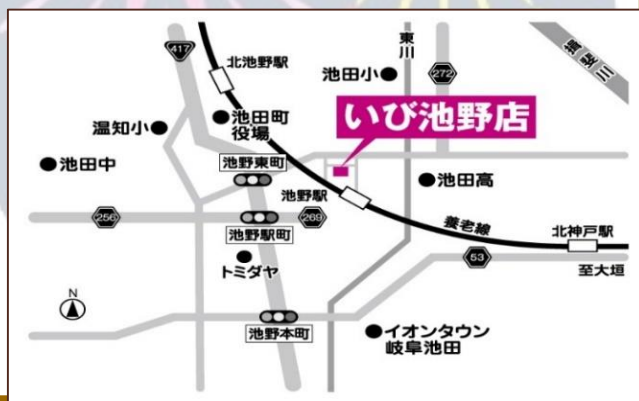 417
北池野駅
東川
揖斐川
池田小
272
池田町
役場
いび池野店
温知小
池田中
池野東町
池野駅
池田高
256
269
池野駅町
養老線
北神戸駅
53
至大垣
トミダヤ
N
池野本町
イオンタウン
岐阜池田